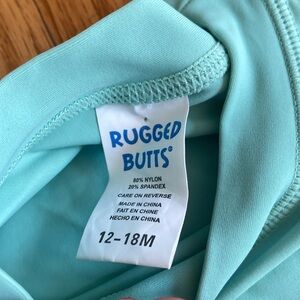 RUGGED
BUTTS®
80% NYLON
20% SPANDEX
CARE ON REVERSE
MADE IN CHINA
FAIT EN CHINE
HECHO EN CHINA
12-18M